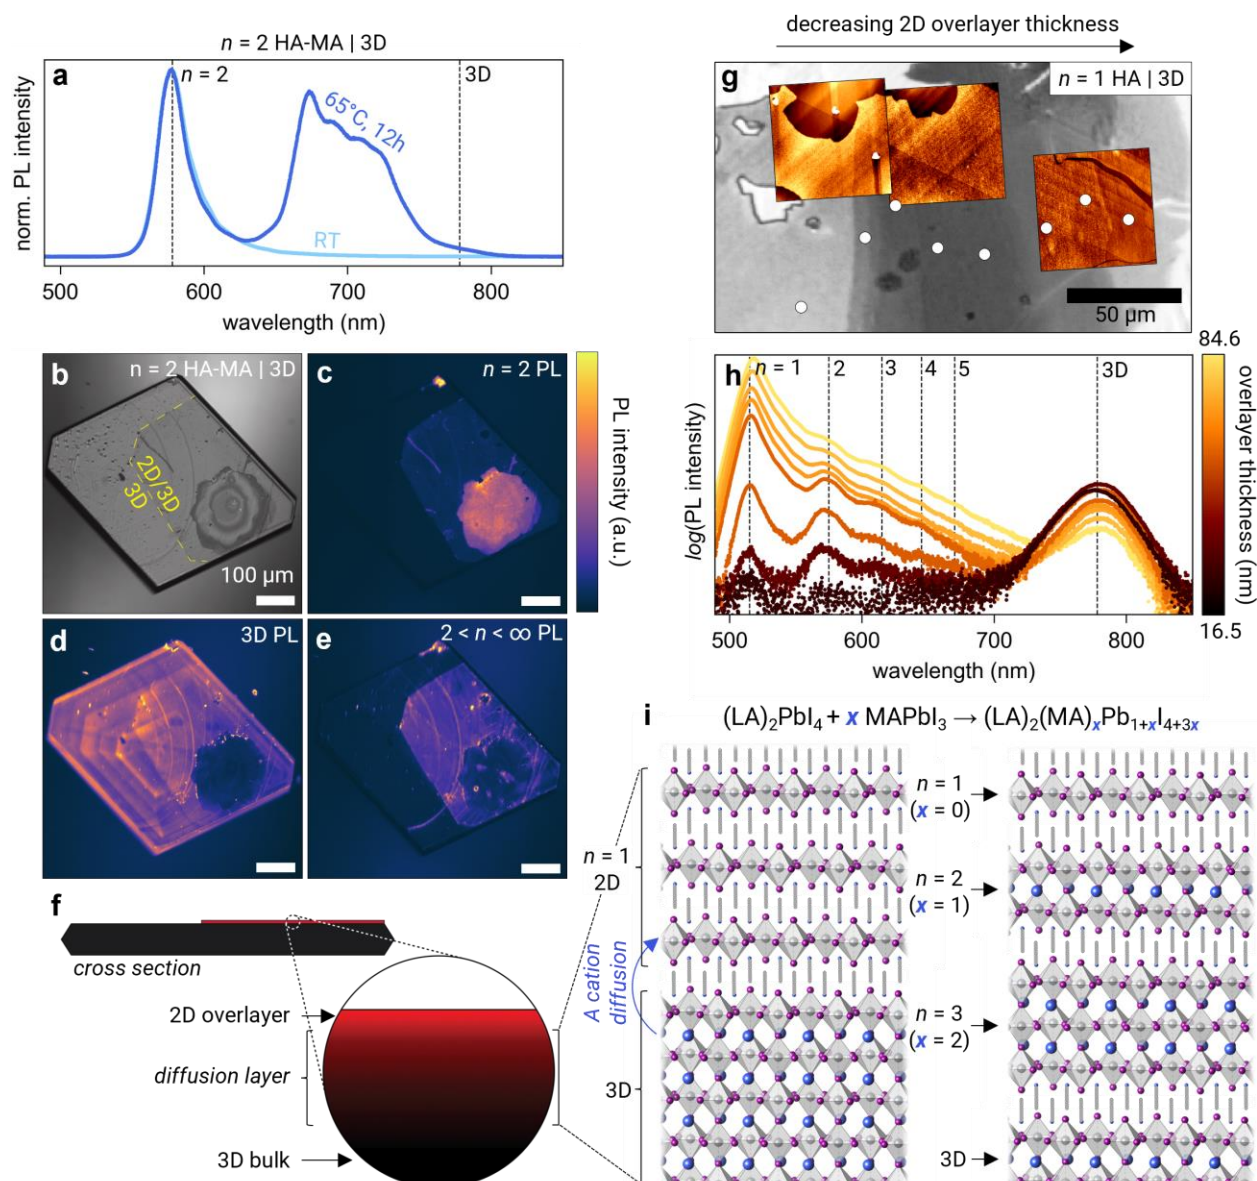 decreasing 2D overlayer thickness
n = 2 HA-MA | 3D
a
n = 2
3D
65°C, 12h
RT
norm. PL intensity
500 600 700 800
wavelength (nm)
g
n = 1 HA | 3D
50 µm
b
n = 2 HA-MA | 3D
2D/3D
3D
100 µm
c
n = 2 PL
PL intensity (a.u.)
d
3D PL
e
2 < n < ∞ PL
h
n = 1
2
3
4
5
3D
log(PL intensity)
500 600 700 800
wavelength (nm)
84.6
overlayer thickness (nm)
16.5
f
cross section
2D overlayer
diffusion layer
3D bulk
i
(LA)₂PbI₄ + x MAPbI₃ → (LA)₂(MA)ₓPb₁₊ₓI₄₊₃ₓ
n = 1
2D
A cation
diffusion
3D
n = 1
(x = 0)
n = 2
(x = 1)
n = 3
(x = 2)
3D